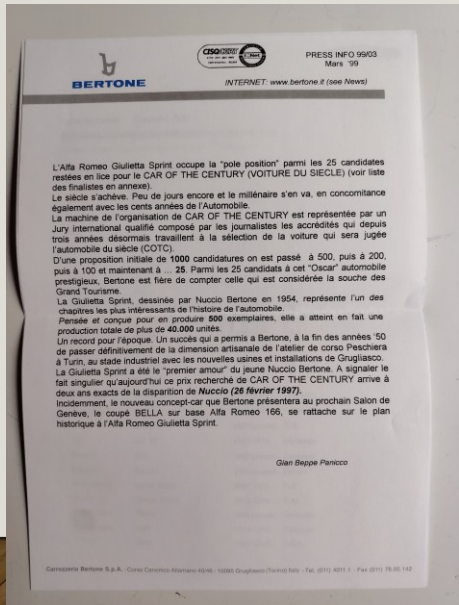 CISQCERT
PRESS INFO 99/03
Mars '99
BERTONE
INTERNET: www.bertone.it (see News)
L'Alfa Romeo Giulietta Sprint occupe la "pole position" parmi les 25 candidates
restées en lice pour le CAR OF THE CENTURY (VOITURE DU SIECLE) (voir liste
des finalistes en annexe).
Le siècle s'achève. Peu de jours encore et le millénaire s'en va, en concomitance
également avec les cents années de l'Automobile.
La machine de l'organisation de CAR OF THE CENTURY est représentée par un
Jury international qualifié composé par les journalistes les accrédités qui depuis
trois années désormais travaillent à la sélection de la voiture qui sera jugée
l'automobile du siècle (COTC).
D'une proposition initiale de 1000 candidatures on est passé à 500, puis à 200,
puis à 100 et maintenant à ... 25. Parmi les 25 candidats à cet "Oscar" automobile
prestigieux, Bertone est fière de compter celle qui est considérée la souche des
Grand Tourisme.
La Giulietta Sprint, dessinée par Nuccio Bertone en 1954, représente l'un des
chapitres les plus intéressants de l'histoire de l'automobile.
Pensée et conçue pour en produire 500 exemplaires, elle a atteint en fait une
production totale de plus de 40.000 unités.
Un record pour l'époque. Un succès qui a permis a Bertone, à la fin des années '50
de passer définitivement de la dimension artisanale de l'atelier de corso Peschiera
à Turin, au stade industriel avec les nouvelles usines et installations de Grugliasco.
La Giulietta Sprint a été le "premier amour" du jeune Nuccio Bertone. A signaler le
fait singulier qu'aujourd'hui ce prix recherché de CAR OF THE CENTURY arrive à
deux ans exacts de la disparition de Nuccio (26 février 1997).
Incidemment, le nouveau concept-car que Bertone présentera au prochain Salon de
Genève, le coupé BELLA sur base Alfa Romeo 166, se rattache sur le plan
historique à l'Alfa Romeo Giulietta Sprint.
Gian Beppe Panicco
Carrozzeria Bertone S.p.A. - Corso Canonico Allamano 40/46 - 10095 Grugliasco (Torino) Italy - Tel. (011)